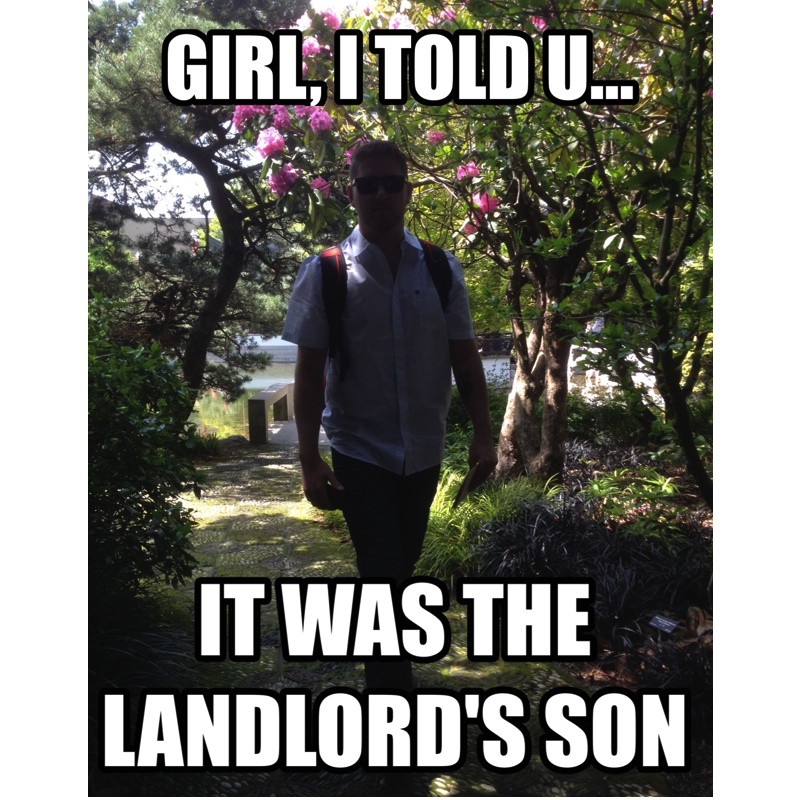 GIRL, I TOLD U...
IT WAS THE
LANDLORD'S SON